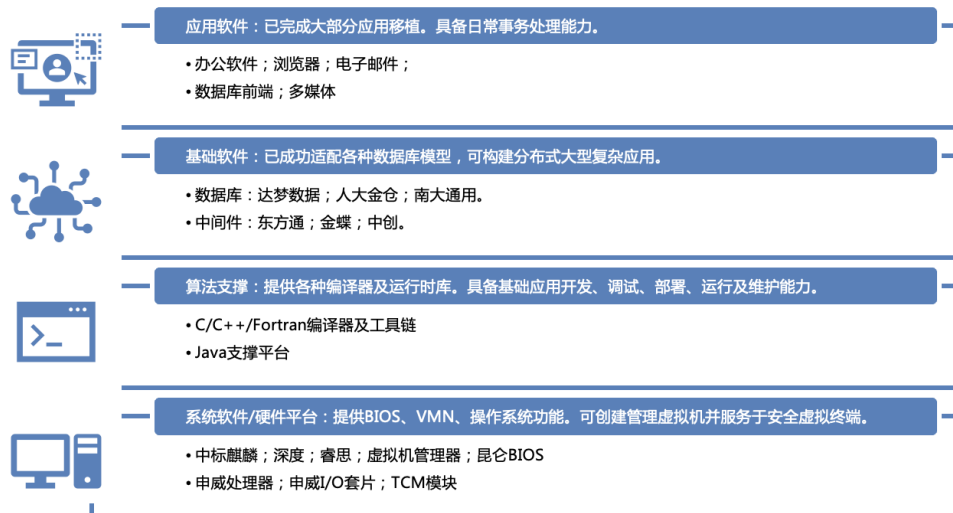 应用软件：已完成大部分应用移植。具备日常事务处理能力。
• 办公软件；浏览器；电子邮件；
• 数据库前端；多媒体
基础软件：已成功适配各种数据库模型，可构建分布式大型复杂应用。
• 数据库：达梦数据；人大金仓；南大通用。
• 中间件：东方通；金蝶；中创。
算法支撑：提供各种编译器及运行时库。具备基础应用开发、调试、部署、运行及维护能力。
• C/C++/Fortran编译器及工具链
• Java支撑平台
系统软件/硬件平台：提供BIOS、VMN、操作系统功能。可创建管理虚拟机并服务于安全虚拟终端。
• 中标麒麟；深度；睿思；虚拟机管理器；昆仑BIOS
• 申威处理器；申威I/O套片；TCM模块